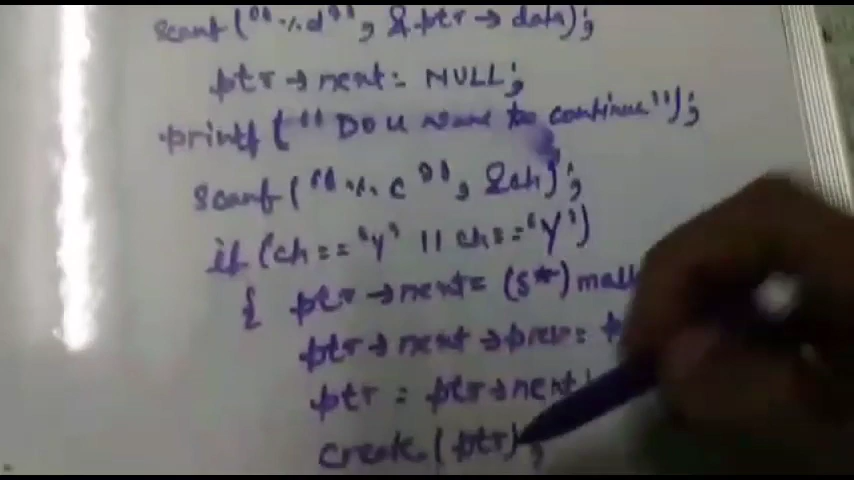 scanf("%d", &ptr→data);
ptr→next = NULL;
printf("Do u want to continue");
scanf("%c", &ch);
if (ch == 'y' || ch == 'Y')
{ ptr→next = (s*) mall
ptr→next→prev = p
ptr = ptr→next
create (ptr);